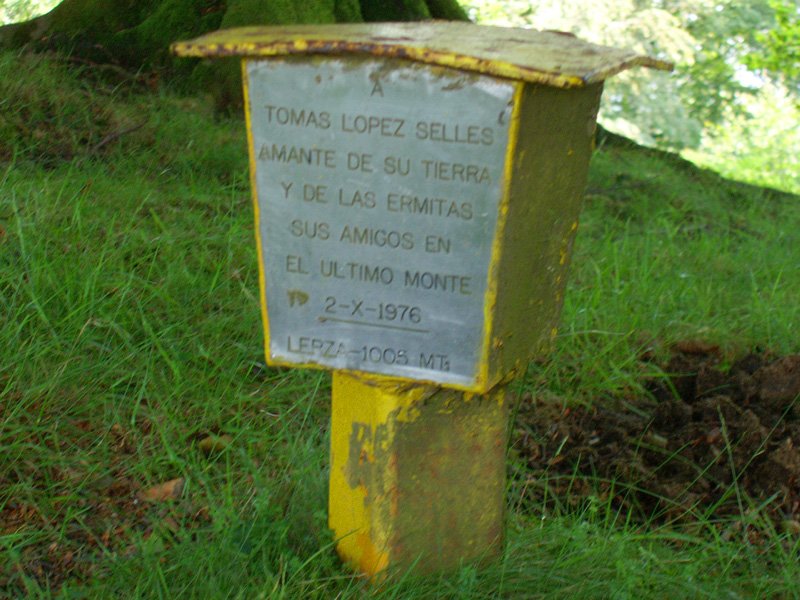 A
TOMAS LOPEZ SELLES
AMANTE DE SU TIERRA
Y DE LAS ERMITAS
SUS AMIGOS EN
EL ULTIMO MONTE
2-X-1976
LERZA-1005 MTs